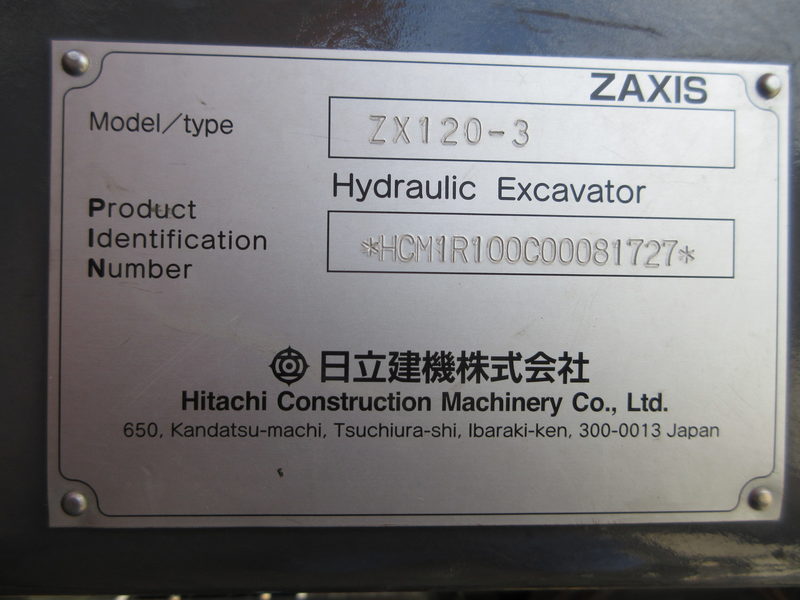 ZAXIS
Model/type
ZX120-3
Hydraulic Excavator
Product
Identification
Number
*HCM1R100C00081727*
日立建機株式会社
Hitachi Construction Machinery Co., Ltd.
650, Kandatsu-machi, Tsuchiura-shi, Ibaraki-ken, 300-0013 Japan